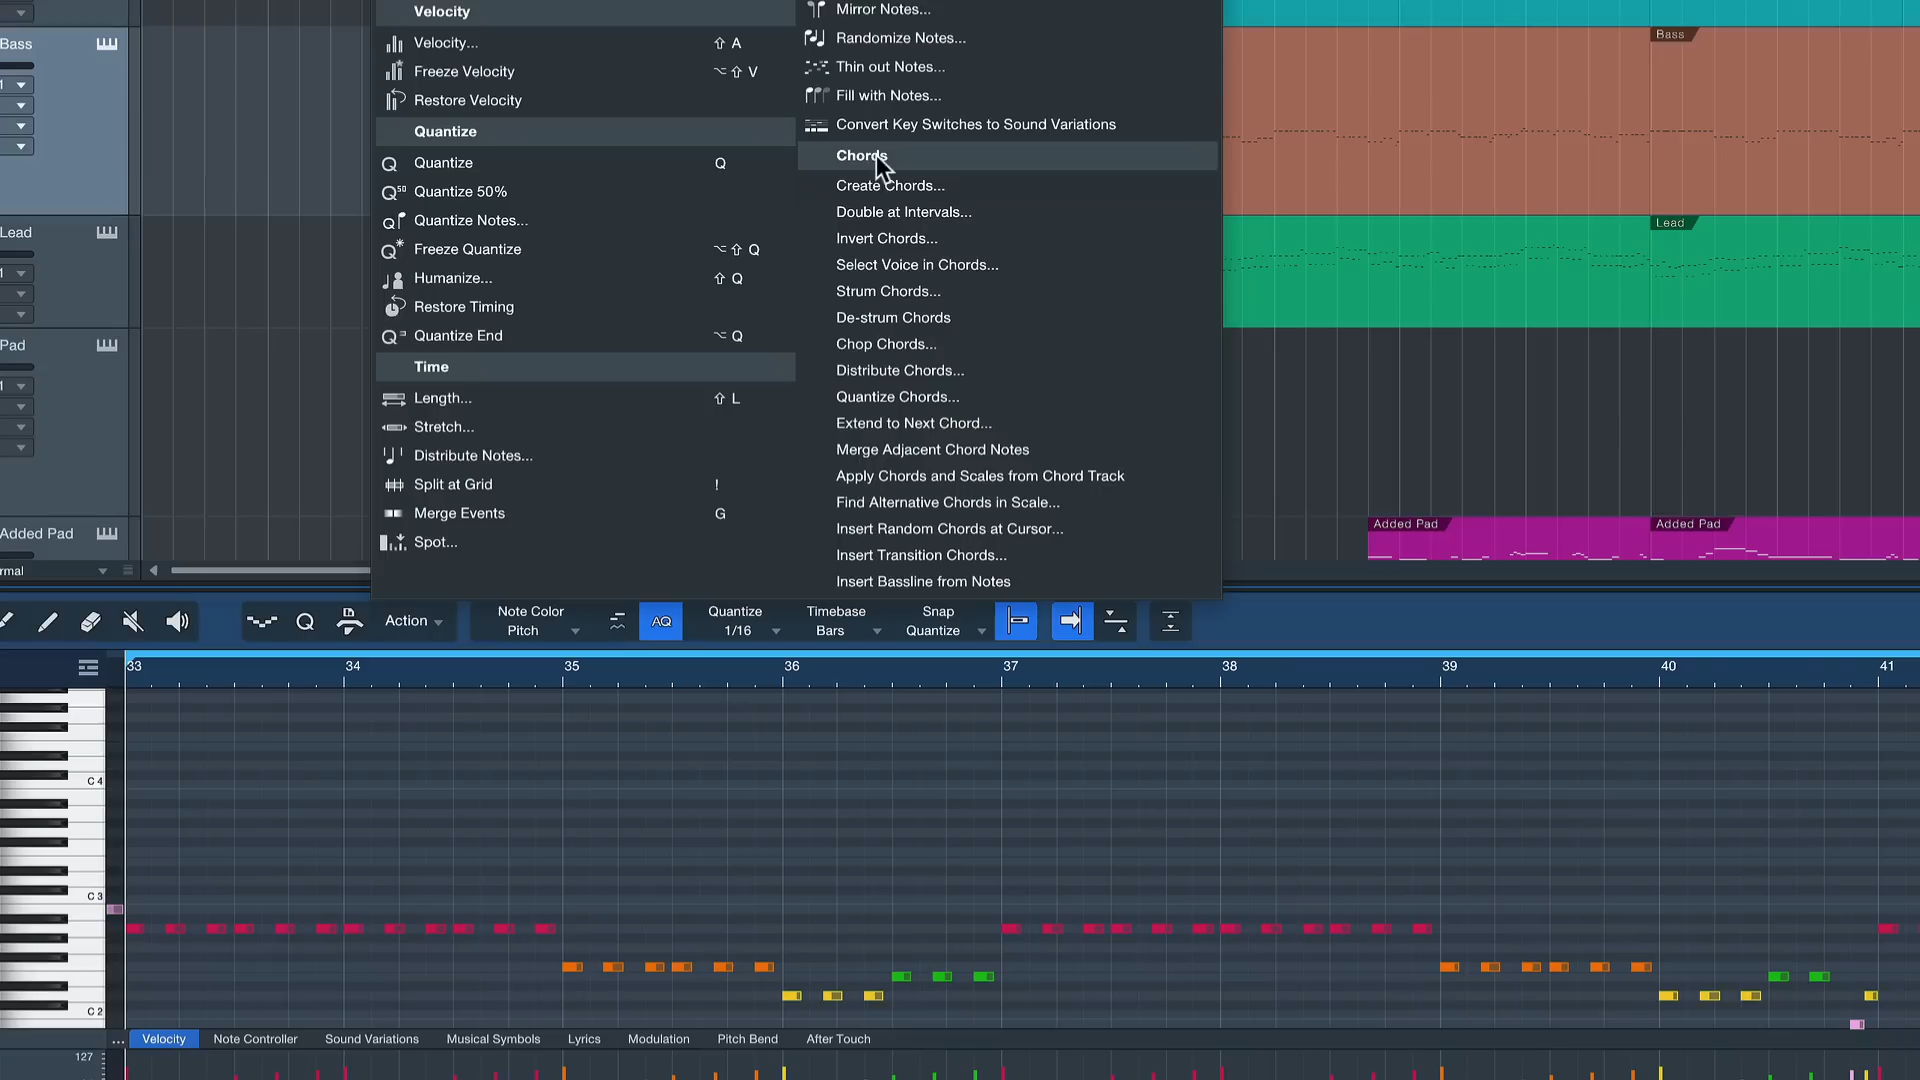 Velocity
Velocity... ⇧ A
Freeze Velocity ⌥⇧ V
Restore Velocity
Quantize
Quantize Q
Quantize 50%
Quantize Notes...
Freeze Quantize ⌥⇧ Q
Humanize... ⇧ Q
Restore Timing
Quantize End ⌥ Q
Time
Length... ⇧ L
Stretch...
Distribute Notes...
Split at Grid !
Merge Events G
Spot...
Mirror Notes...
Randomize Notes...
Thin out Notes...
Fill with Notes...
Convert Key Switches to Sound Variations
Chords
Create Chords...
Double at Intervals...
Invert Chords...
Select Voice in Chords...
Strum Chords...
De-strum Chords
Chop Chords...
Distribute Chords...
Quantize Chords...
Extend to Next Chord...
Merge Adjacent Chord Notes
Apply Chords and Scales from Chord Track
Find Alternative Chords in Scale...
Insert Random Chords at Cursor...
Insert Transition Chords...
Insert Bassline from Notes
Bass
1
Lead
1
Pad
1
Added Pad
rmal
Bass
Lead
Added Pad Added Pad
Action
Note Color
Pitch
AQ
Quantize
1/16
Timebase
Bars
Snap
Quantize
33 34 35 36 37 38 39 40 41
C 4
C 3
C 2
... Velocity Note Controller Sound Variations Musical Symbols Lyrics Modulation Pitch Bend After Touch
127